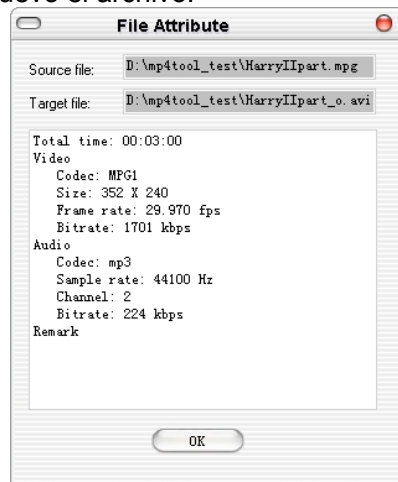 File Attribute
Source file: D:\mp4tool_test\HarryIIpart.mpg
Target file: D:\mp4tool_test\HarryIIpart_o.avi
Total time: 00:03:00
Video
Codec: MPG1
Size: 352 X 240
Frame rate: 29.970 fps
Bitrate: 1701 kbps
Audio
Codec: mp3
Sample rate: 44100 Hz
Channel: 2
Bitrate: 224 kbps
Remark
OK